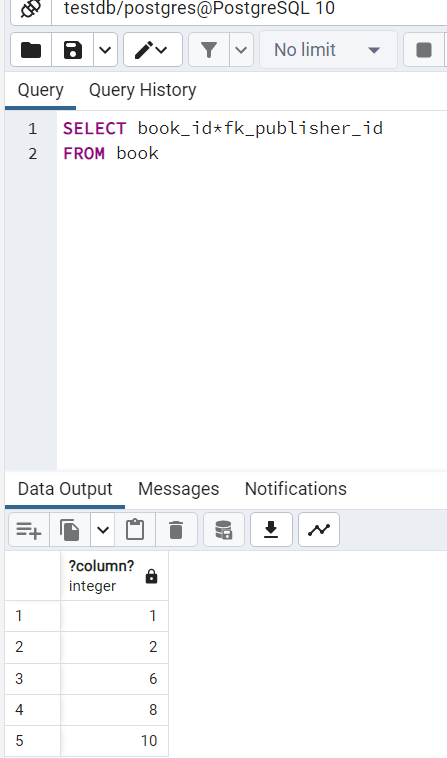 testdb/postgres@PostgreSQL 10
No limit
Query Query History
1 SELECT book_id*fk_publisher_id
2 FROM book
Data Output Messages Notifications
?column?
integer
1 1
2 2
3 6
4 8
5 10